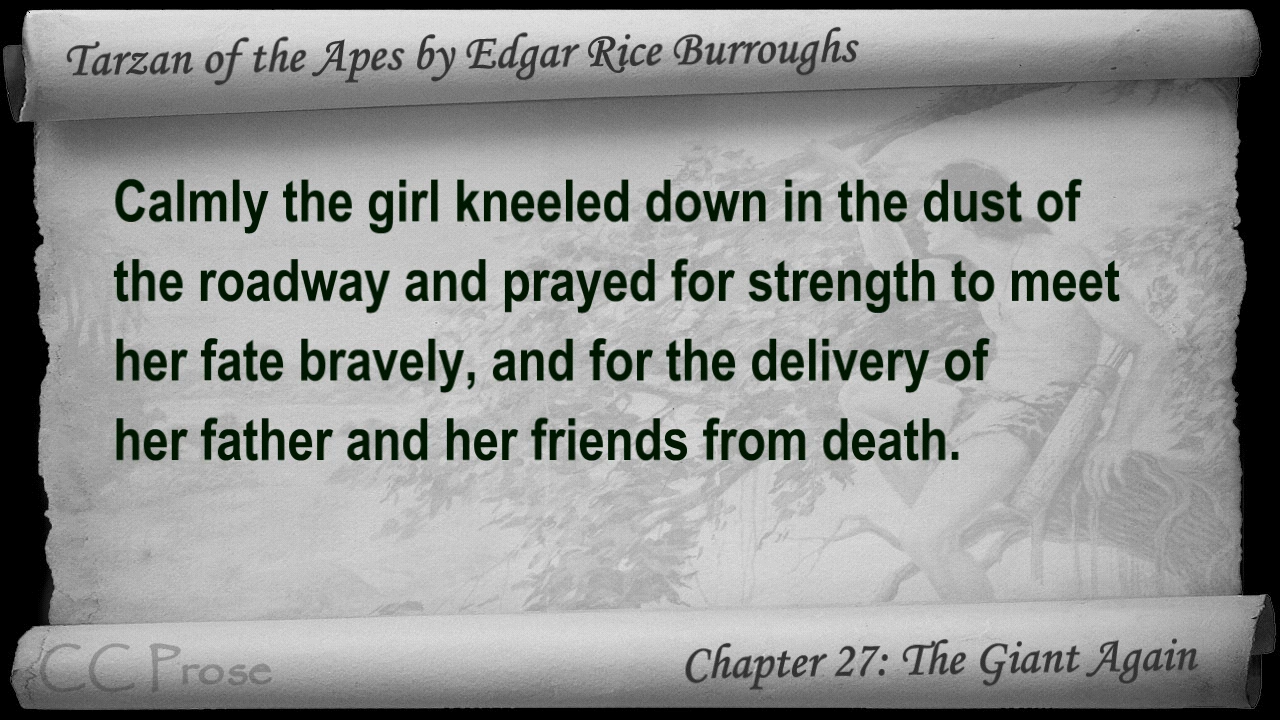 Tarzan of the Apes by Edgar Rice Burroughs
Calmly the girl kneeled down in the dust of
the roadway and prayed for strength to meet
her fate bravely, and for the delivery of
her father and her friends from death.
CC Prose
Chapter 27: The Giant Again